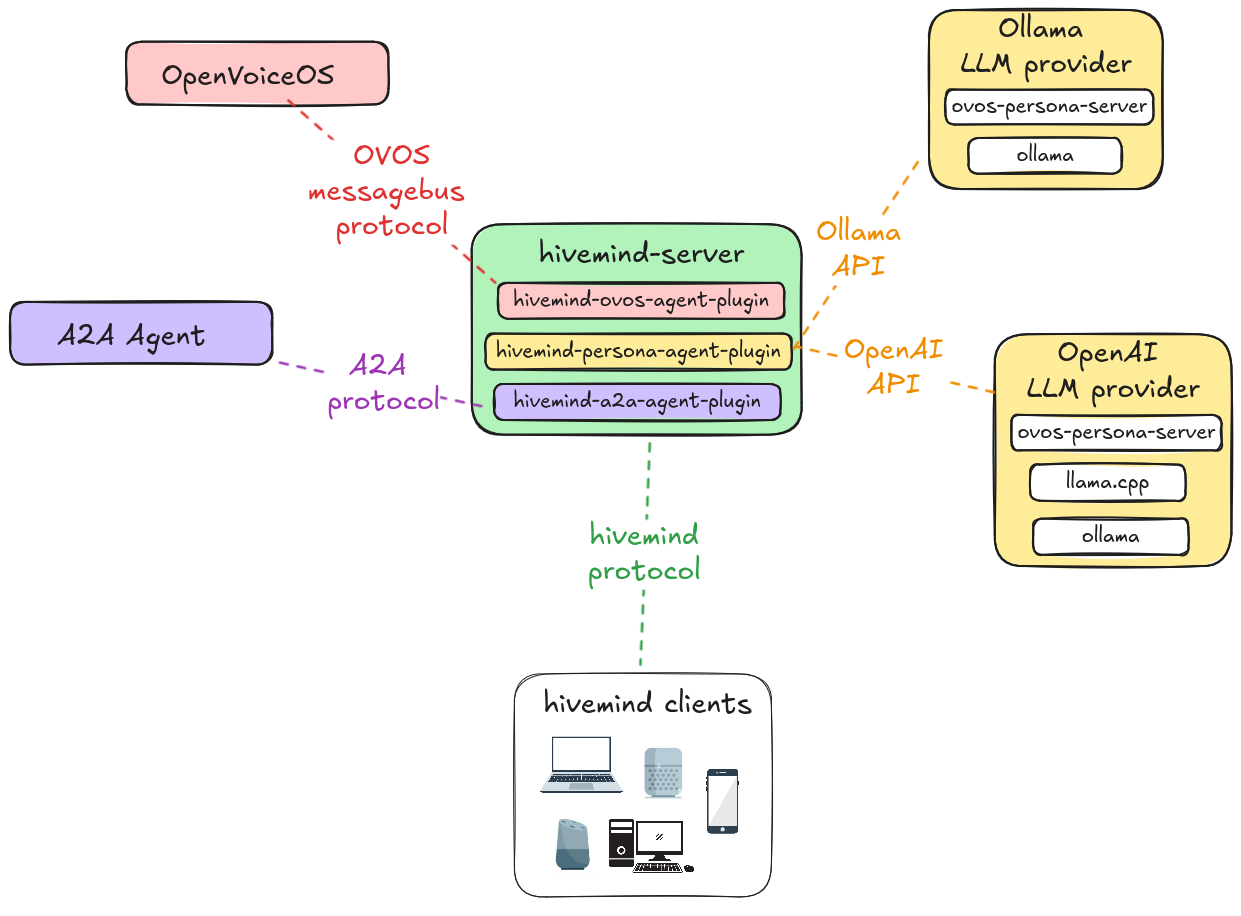 OpenVoiceOS
OVOS
messagebus
protocol
A2A Agent
A2A
protocol
hivemind-server
hivemind-ovos-agent-plugin
hivemind-persona-agent-plugin
hivemind-a2a-agent-plugin
Ollama
LLM provider
ovos-persona-server
ollama
Ollama
API
OpenAI
API
OpenAI
LLM provider
ovos-persona-server
llama.cpp
ollama
hivemind
protocol
hivemind clients